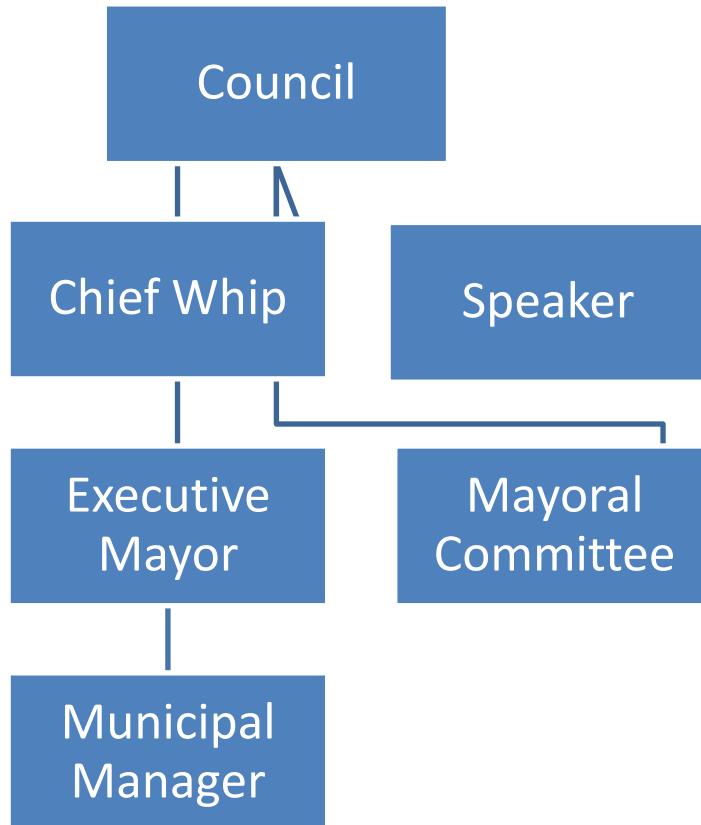 Council
Chief Whip
Speaker
Executive
Mayor
Mayoral
Committee
Municipal
Manager